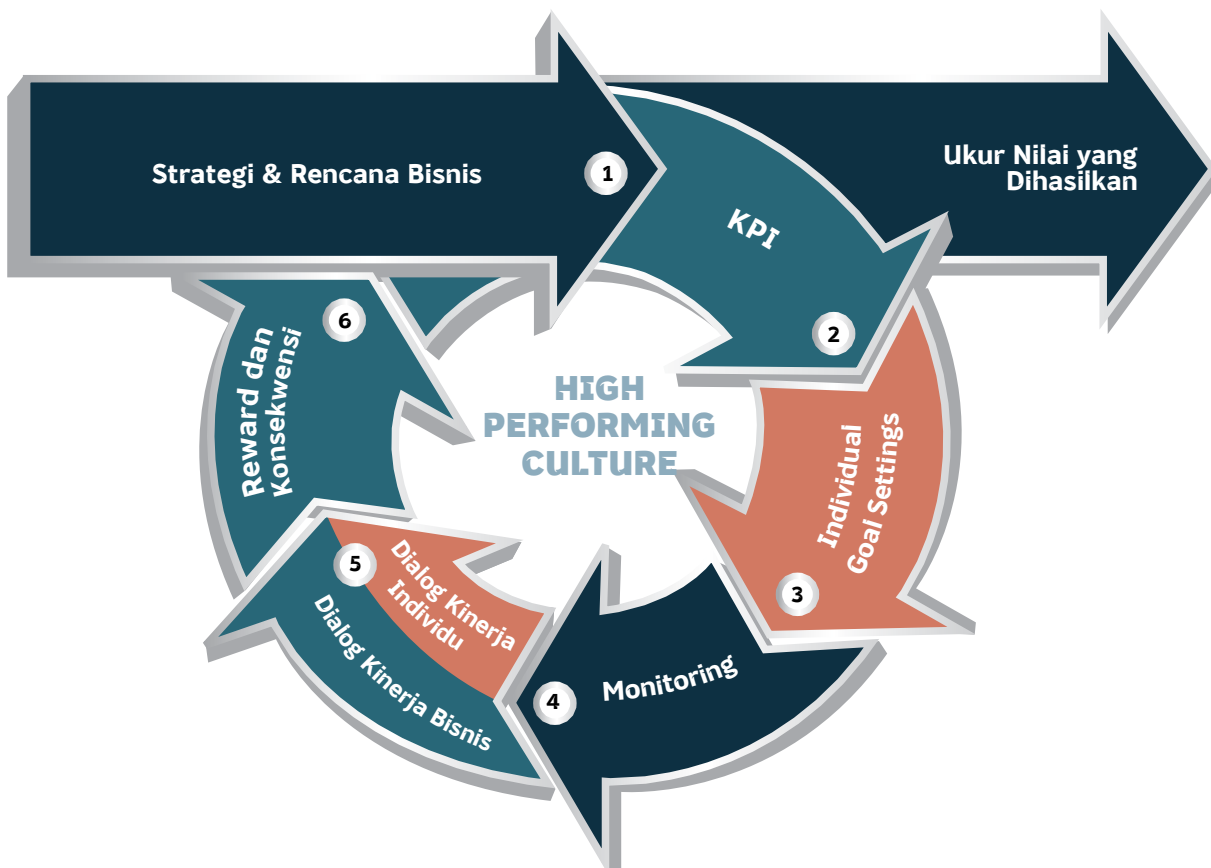 Strategi & Rencana Bisnis
1
Ukur Nilai yang
Dihasilkan
KPI
2
Individual
Goal Settings
3
Monitoring
4
Dialog Kinerja
Individu
Dialog Kinerja Bisnis
5
Reward dan
Konsekwensi
6
HIGH
PERFORMING
CULTURE